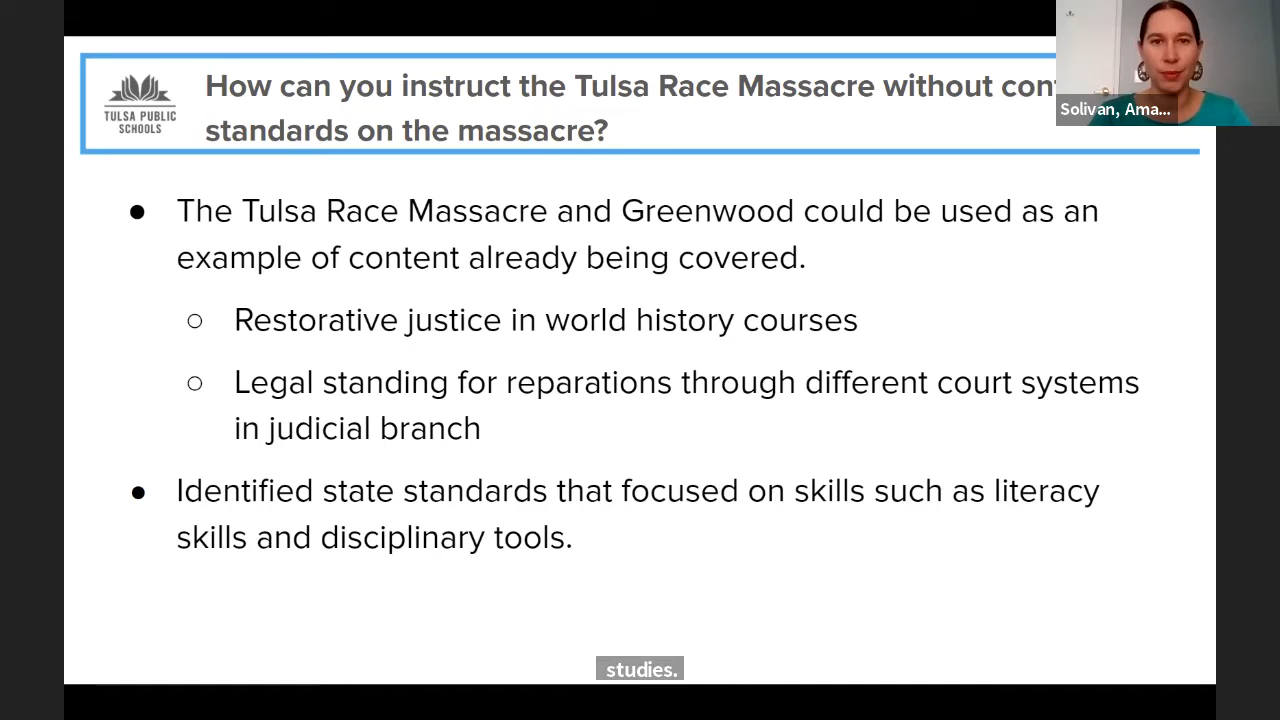 How can you instruct the Tulsa Race Massacre without
standards on the massacre?
TULSA PUBLIC
SCHOOLS
Solivan, Ama...
● The Tulsa Race Massacre and Greenwood could be used as an
example of content already being covered.
○ Restorative justice in world history courses
○ Legal standing for reparations through different court systems
in judicial branch
● Identified state standards that focused on skills such as literacy
skills and disciplinary tools.
studies.